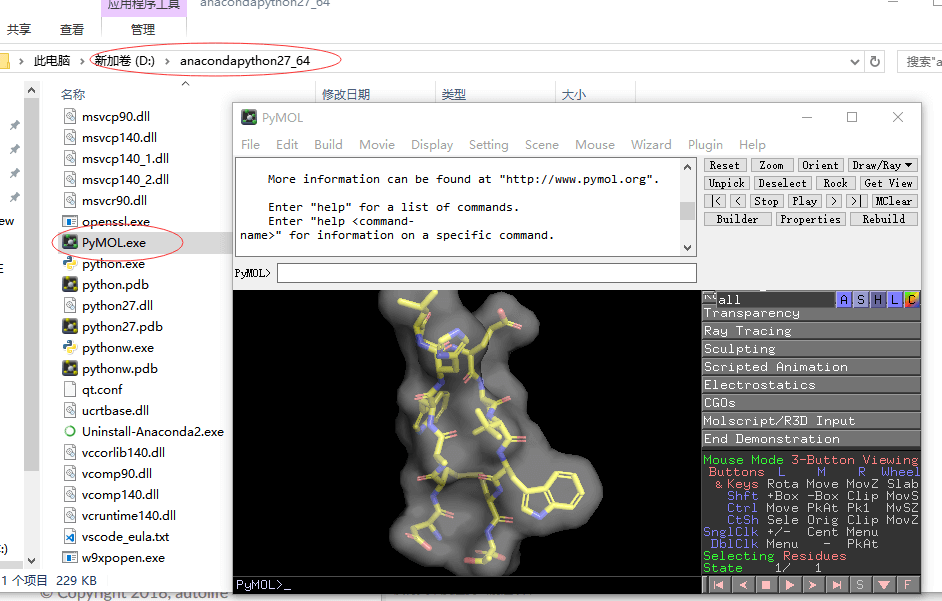 应用程序工具
anacondapython27_64
共享
查看
管理
此电脑
新加卷 (D:)
anacondapython27_64
搜索"a
名称
修改日期
类型
大小
msvcp90.dll
msvcp140.dll
msvcp140_1.dll
msvcp140_2.dll
msvcr90.dll
openssl.exe
PyMOL.exe
python.exe
python.pdb
python27.dll
python27.pdb
pythonw.exe
pythonw.pdb
qt.conf
ucrtbase.dll
Uninstall-Anaconda2.exe
vccorlib140.dll
vcomp90.dll
vcomp140.dll
vcruntime140.dll
vscode_eula.txt
w9xpopen.exe
1 个项目 229 KB
© Copyright 2018, autolife
PyMOL
File Edit Build Movie Display Setting Scene Mouse Wizard Plugin Help
More information can be found at "http://www.pymol.org".
Enter "help" for a list of commands.
Enter "help <command-
name>" for information on a specific command.
PyMOL>
Reset Zoom Orient Draw/Ray
Unpick Deselect Rock Get View
|< < Stop Play > >| MClear
Builder Properties Rebuild
all A S H L C
Transparency
Ray Tracing
Sculpting
Scripted Animation
Electrostatics
CGOs
Molscript/R3D Input
End Demonstration
Mouse Mode 3-Button Viewing
Buttons L M R Wheel
& Keys Rota Move MovZ Slab
Shft +Box -Box Clip MovS
Ctrl Move PkAt Pk1 MvSZ
CtSh Sele Orig Clip MovZ
SnglClk +/- Cent Menu
DblClk Menu - PkAt
Selecting Residues
State 1/ 1
PyMOL>_
S F